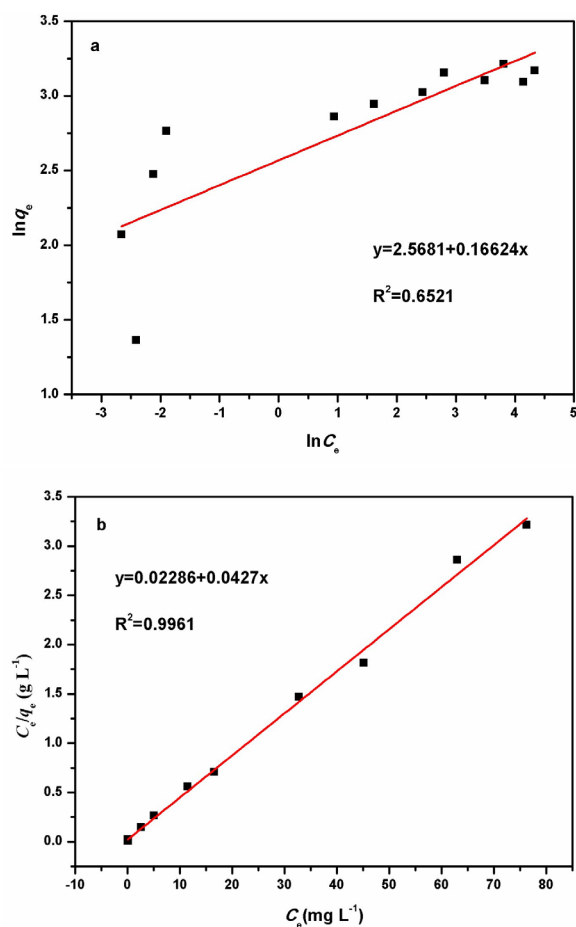 a
3.5
3.0
2.5
2.0
1.5
1.0
lnqₑ
y=2.5681+0.16624x
R²=0.6521
-3 -2 -1 0 1 2 3 4 5
lnCₑ
b
3.5
3.0
2.5
2.0
1.5
1.0
0.5
0.0
Cₑ/qₑ (g L⁻¹)
y=0.02286+0.0427x
R²=0.9961
-10 0 10 20 30 40 50 60 70 80
Cₑ(mg L⁻¹)